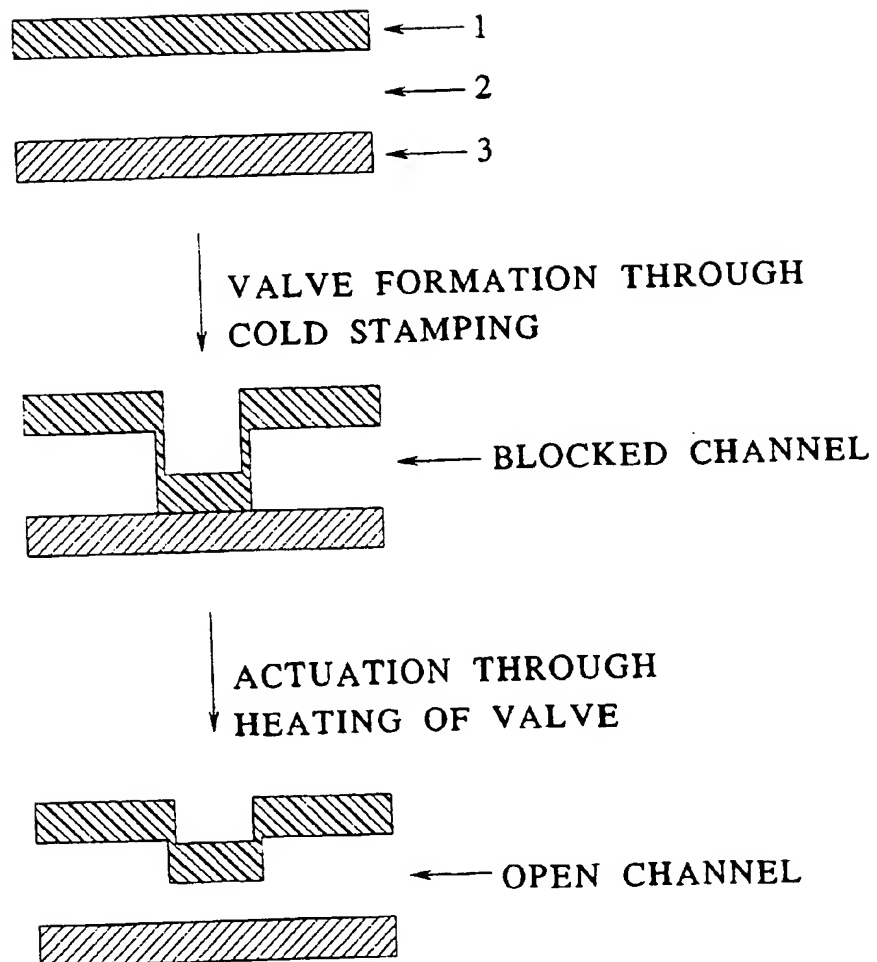 1
2
3
VALVE FORMATION THROUGH
COLD STAMPING
BLOCKED CHANNEL
ACTUATION THROUGH
HEATING OF VALVE
OPEN CHANNEL